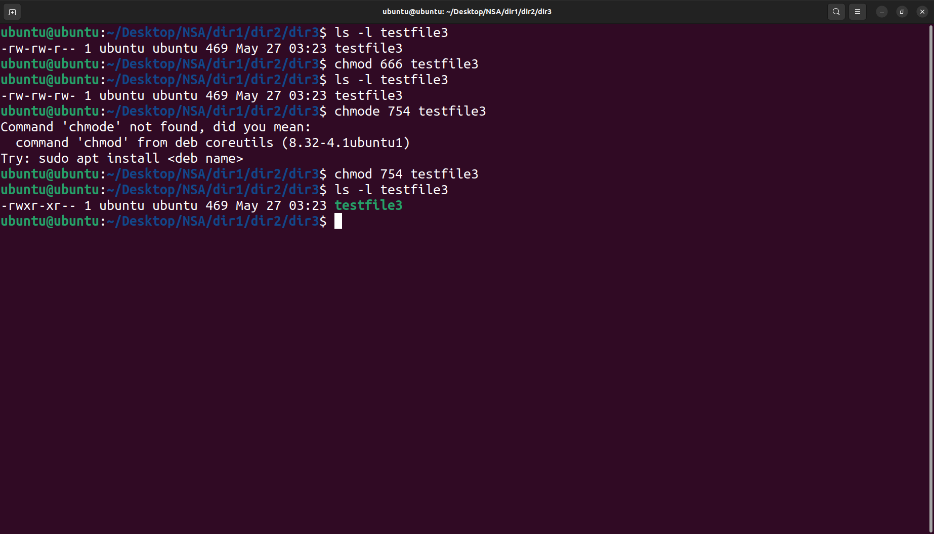 ubuntu@ubuntu: ~/Desktop/NSA/dir1/dir2/dir3
ubuntu@ubuntu:~/Desktop/NSA/dir1/dir2/dir3$ ls -l testfile3
-rw-rw-r-- 1 ubuntu ubuntu 469 May 27 03:23 testfile3
ubuntu@ubuntu:~/Desktop/NSA/dir1/dir2/dir3$ chmod 666 testfile3
ubuntu@ubuntu:~/Desktop/NSA/dir1/dir2/dir3$ ls -l testfile3
-rw-rw-rw- 1 ubuntu ubuntu 469 May 27 03:23 testfile3
ubuntu@ubuntu:~/Desktop/NSA/dir1/dir2/dir3$ chmode 754 testfile3
Command 'chmode' not found, did you mean:
  command 'chmod' from deb coreutils (8.32-4.1ubuntu1)
Try: sudo apt install <deb name>
ubuntu@ubuntu:~/Desktop/NSA/dir1/dir2/dir3$ chmod 754 testfile3
ubuntu@ubuntu:~/Desktop/NSA/dir1/dir2/dir3$ ls -l testfile3
-rwxr-xr-- 1 ubuntu ubuntu 469 May 27 03:23 testfile3
ubuntu@ubuntu:~/Desktop/NSA/dir1/dir2/dir3$